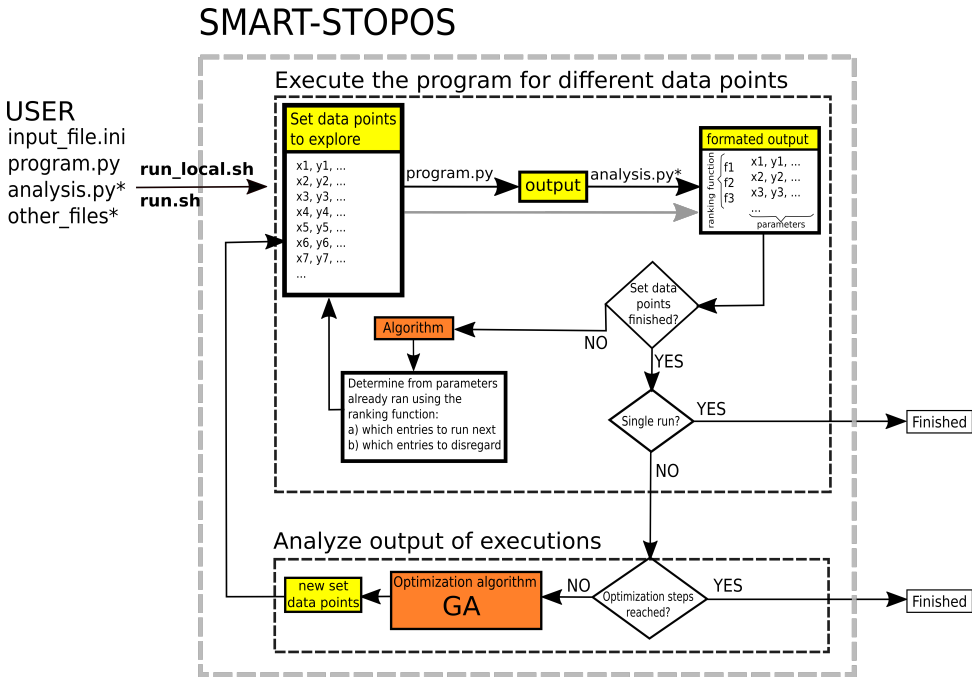 SMART-STOPOS
Execute the program for different data points
USER
input_file.ini
program.py
analysis.py*
other_files*
run_local.sh
run.sh
Set data points
to explore
x1, y1, ...
x2, y2, ...
x3, y3, ...
x4, y4, ...
x5, y5, ...
x6, y6, ...
x7, y7, ...
...
program.py
output
analysis.py*
formated output
ranking function
f1
f2
f3
x1, y1, ...
x2, y2, ...
x3, y3, ...
...
parameters
Set data
points
finished?
NO
YES
Algorithm
Determine from parameters
already ran using the
ranking function:
a) which entries to run next
b) which entries to disregard
Single run?
YES
Finished
NO
Analyze output of executions
Optimization steps
reached?
YES
Finished
NO
Optimization algorithm
GA
new set
data points